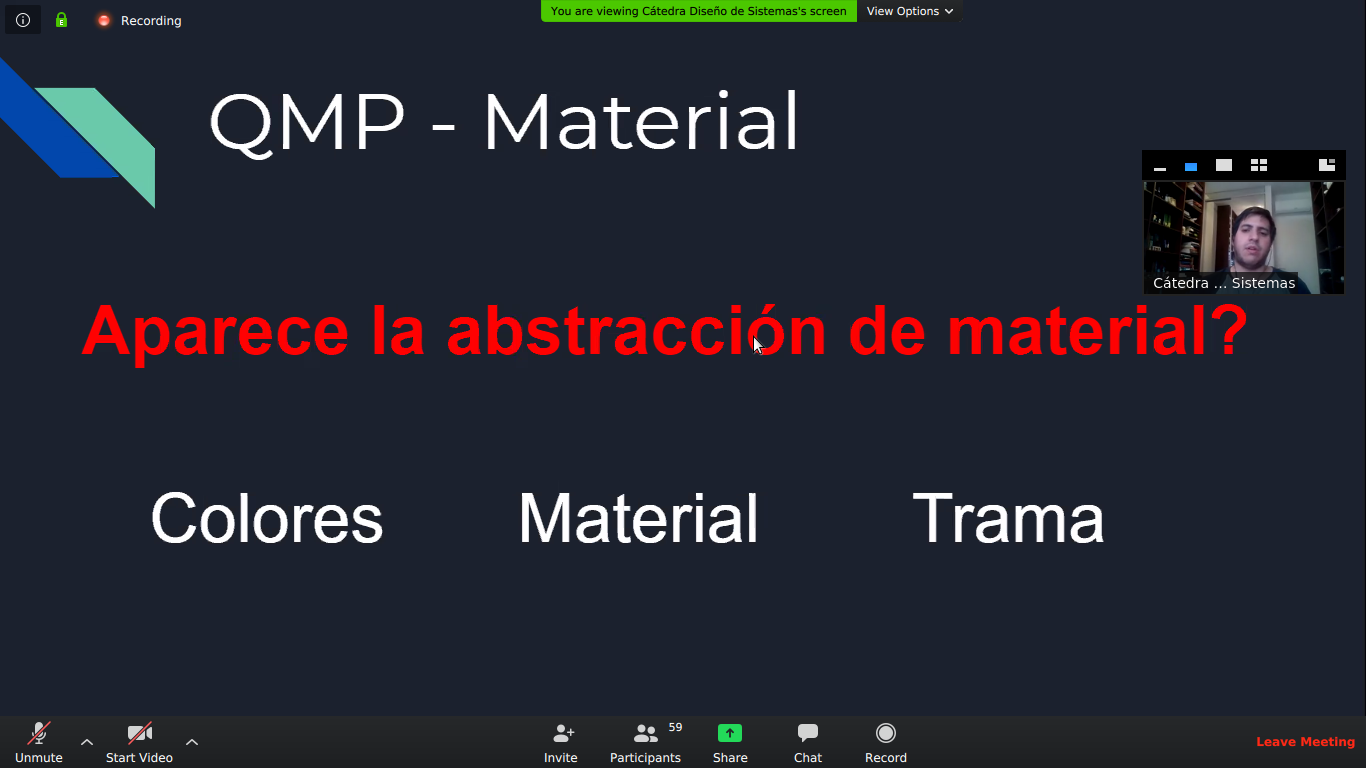 Recording
You are viewing Cátedra Diseño de Sistemas's screen
View Options
QMP - Material
Cátedra ... Sistemas
Aparece la abstracción de material?
Colores Material Trama
59
Unmute Start Video Invite Participants Share Chat Record
Leave Meeting